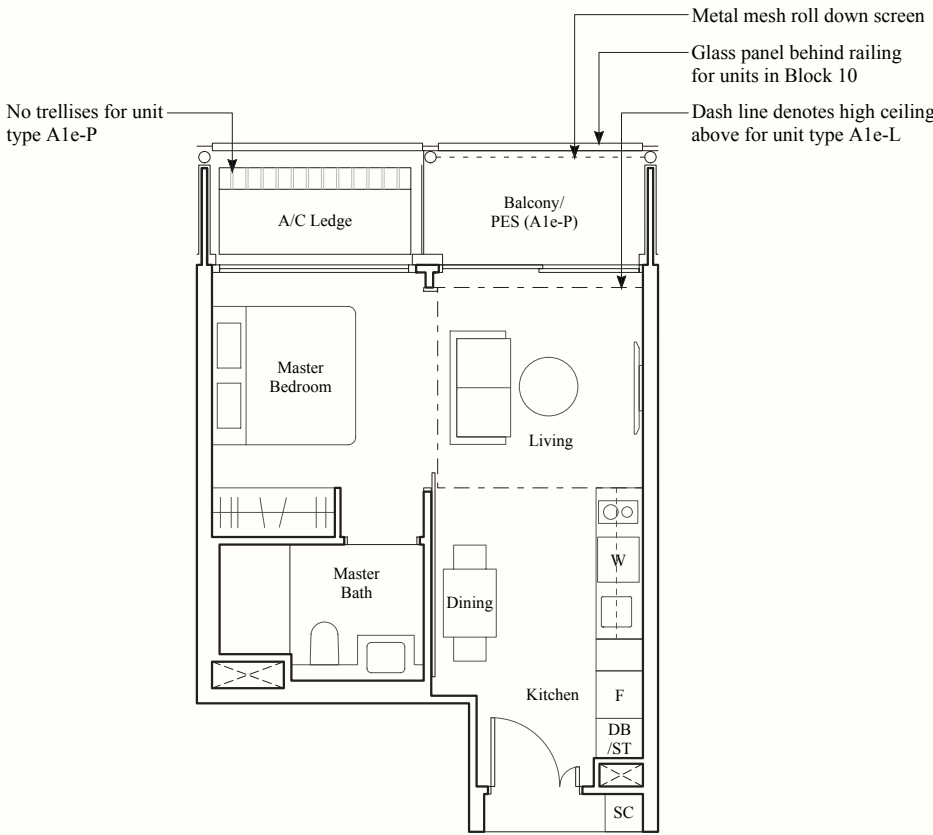 Metal mesh roll down screen
Glass panel behind railing
for units in Block 10
No trellises for unit
type A1e-P
Dash line denotes high ceiling
above for unit type A1e-L
A/C Ledge
Balcony/
PES (A1e-P)
Master
Bedroom
Living
W
Master
Bath
Dining
Kitchen
F
DB
/ST
SC